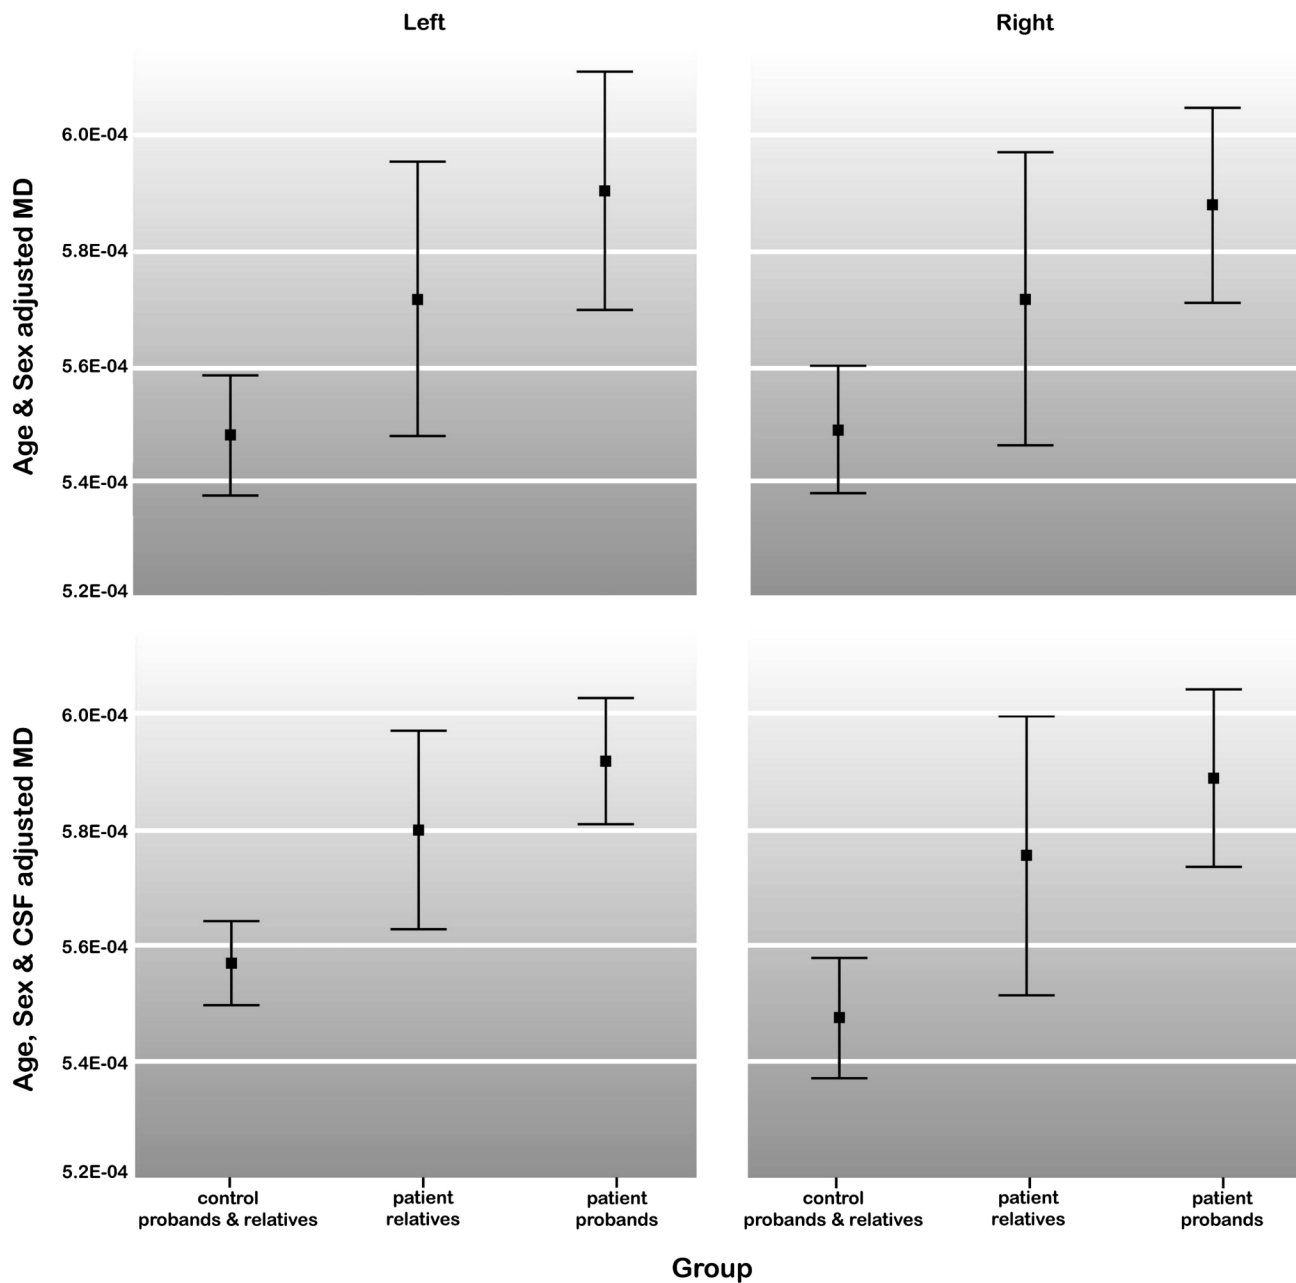 Left
Right
Age & Sex adjusted MD
6.0E-04
5.8E-04
5.6E-04
5.4E-04
5.2E-04
Age, Sex & CSF adjusted MD
6.0E-04
5.8E-04
5.6E-04
5.4E-04
5.2E-04
control
probands & relatives
patient
relatives
patient
probands
control
probands & relatives
patient
relatives
patient
probands
Group